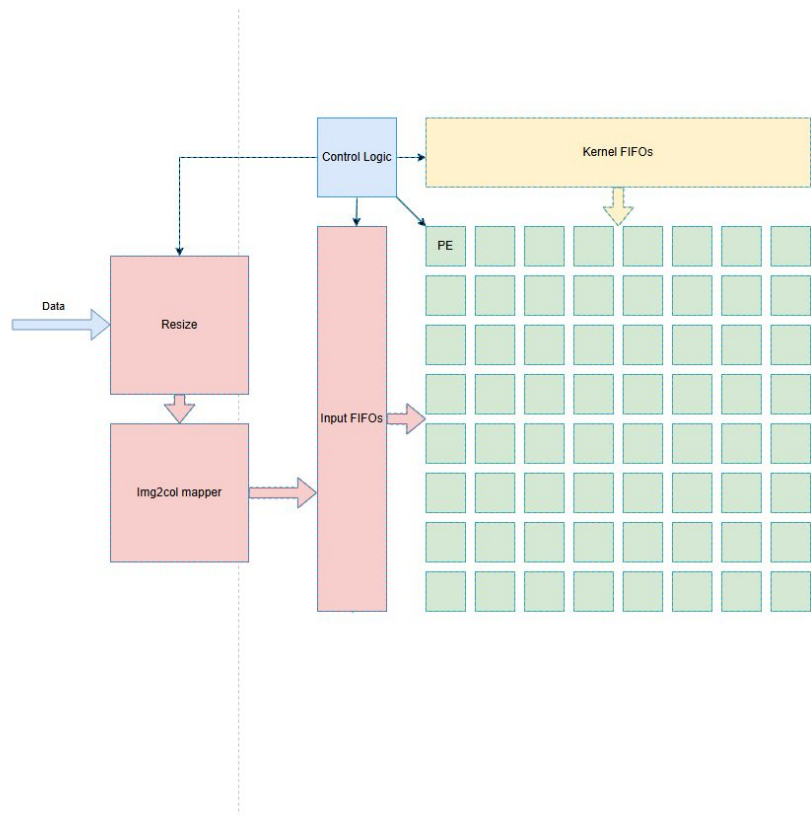 Control Logic
Kernel FIFOs
PE
Data
Resize
Input FIFOs
Img2col mapper